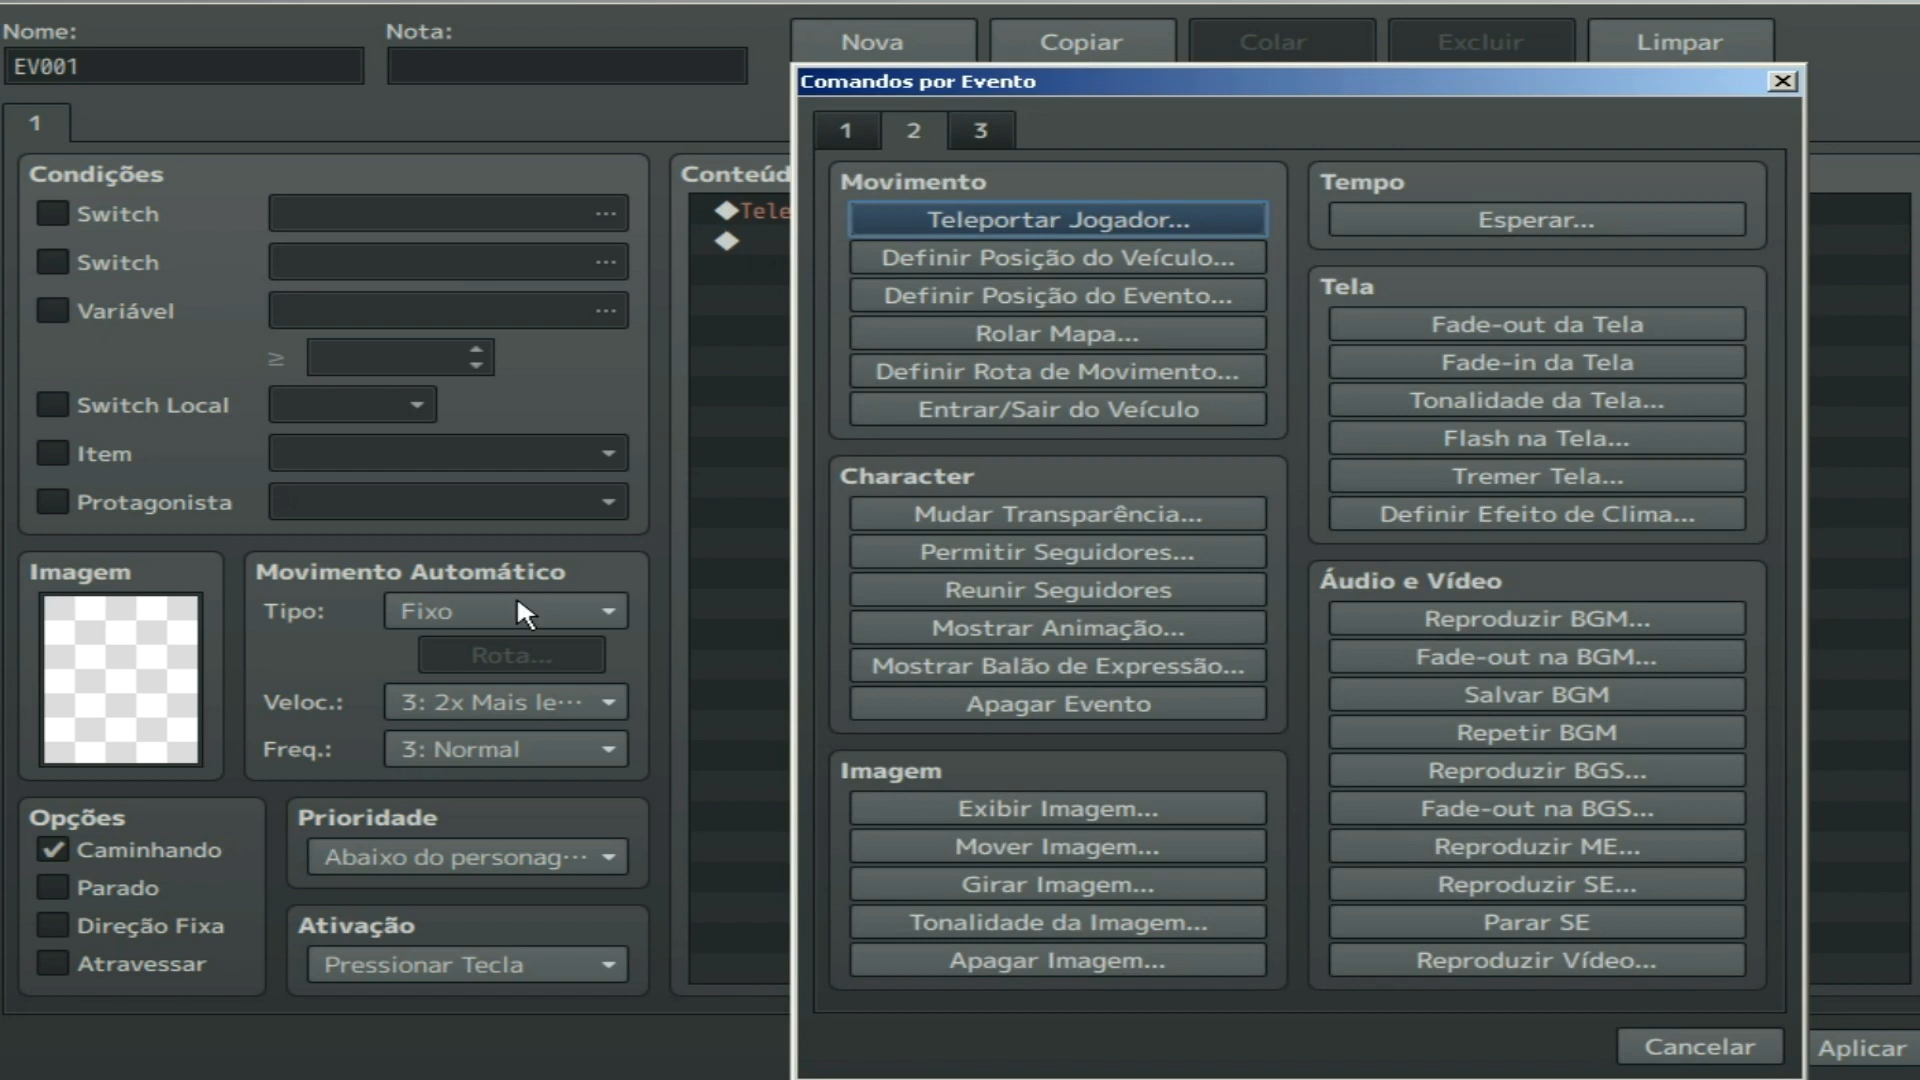 Nome:
Nota:
EV001
Nova
Copiar
Colar
Excluir
Limpar
1
Condições
Switch
...
Switch
...
Variável
...
≥
Switch Local
Item
Protagonista
Imagem
Movimento Automático
Tipo:
Fixo
Rota...
Veloc.:
3: 2x Mais le...
Freq.:
3: Normal
Opções
Caminhando
Parado
Direção Fixa
Atravessar
Prioridade
Abaixo do personag...
Ativação
Pressionar Tecla
Conteúd
◆Tele
◆
Comandos por Evento
1
2
3
Movimento
Teleportar Jogador...
Definir Posição do Veículo...
Definir Posição do Evento...
Rolar Mapa...
Definir Rota de Movimento...
Entrar/Sair do Veículo
Character
Mudar Transparência...
Permitir Seguidores...
Reunir Seguidores
Mostrar Animação...
Mostrar Balão de Expressão...
Apagar Evento
Imagem
Exibir Imagem...
Mover Imagem...
Girar Imagem...
Tonalidade da Imagem...
Apagar Imagem...
Tempo
Esperar...
Tela
Fade-out da Tela
Fade-in da Tela
Tonalidade da Tela...
Flash na Tela...
Tremer Tela...
Definir Efeito de Clima...
Áudio e Vídeo
Reproduzir BGM...
Fade-out na BGM...
Salvar BGM
Repetir BGM
Reproduzir BGS...
Fade-out na BGS...
Reproduzir ME...
Reproduzir SE...
Parar SE
Reproduzir Vídeo...
Cancelar
Aplicar